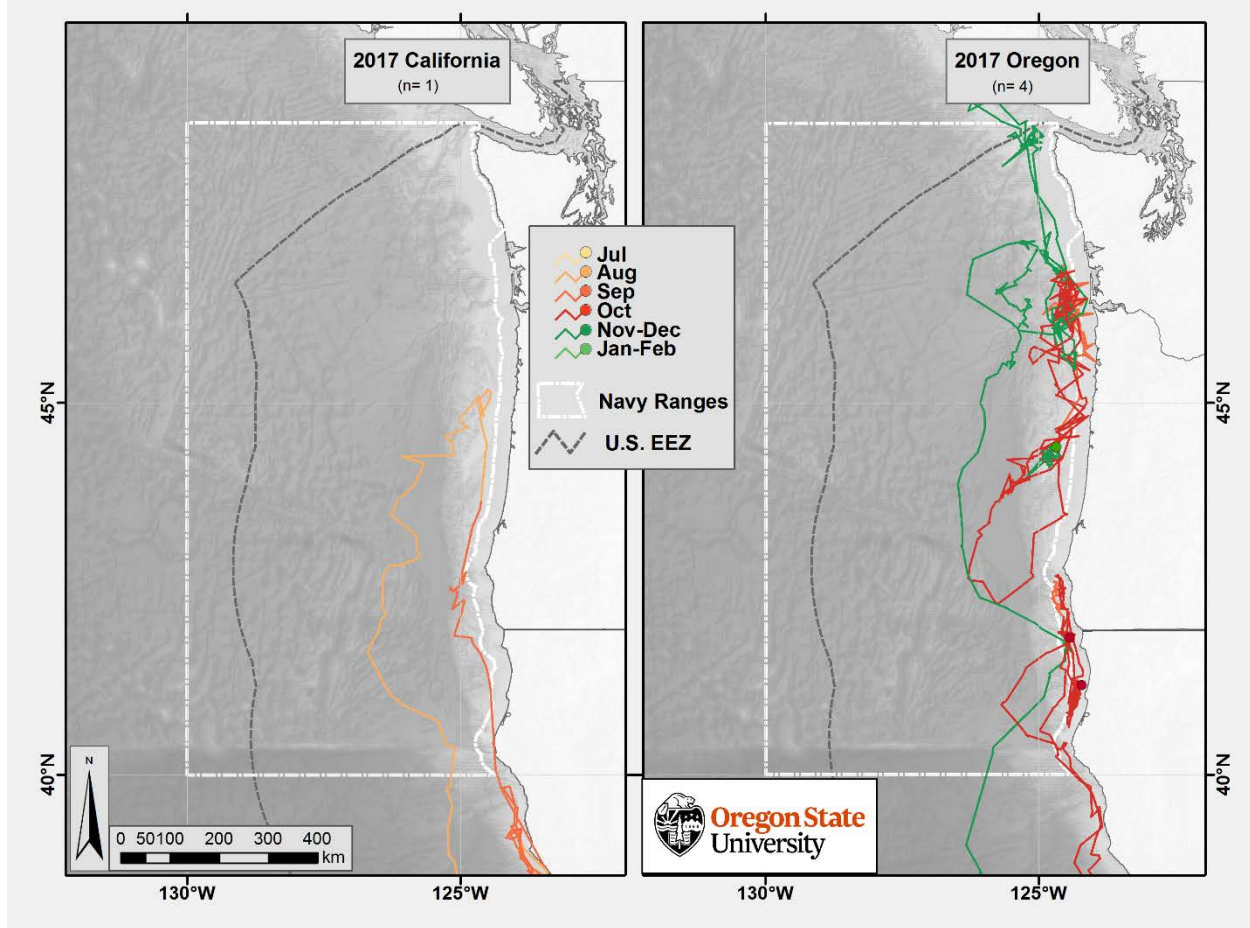 2017 California
(n= 1)
2017 Oregon
(n= 4)
Jul
Aug
Sep
Oct
Nov-Dec
Jan-Feb
Navy Ranges
U.S. EEZ
45°N
40°N
45°N
40°N
N
0 50100 200 300 400
km
Oregon State
University
130°W
125°W
130°W
125°W